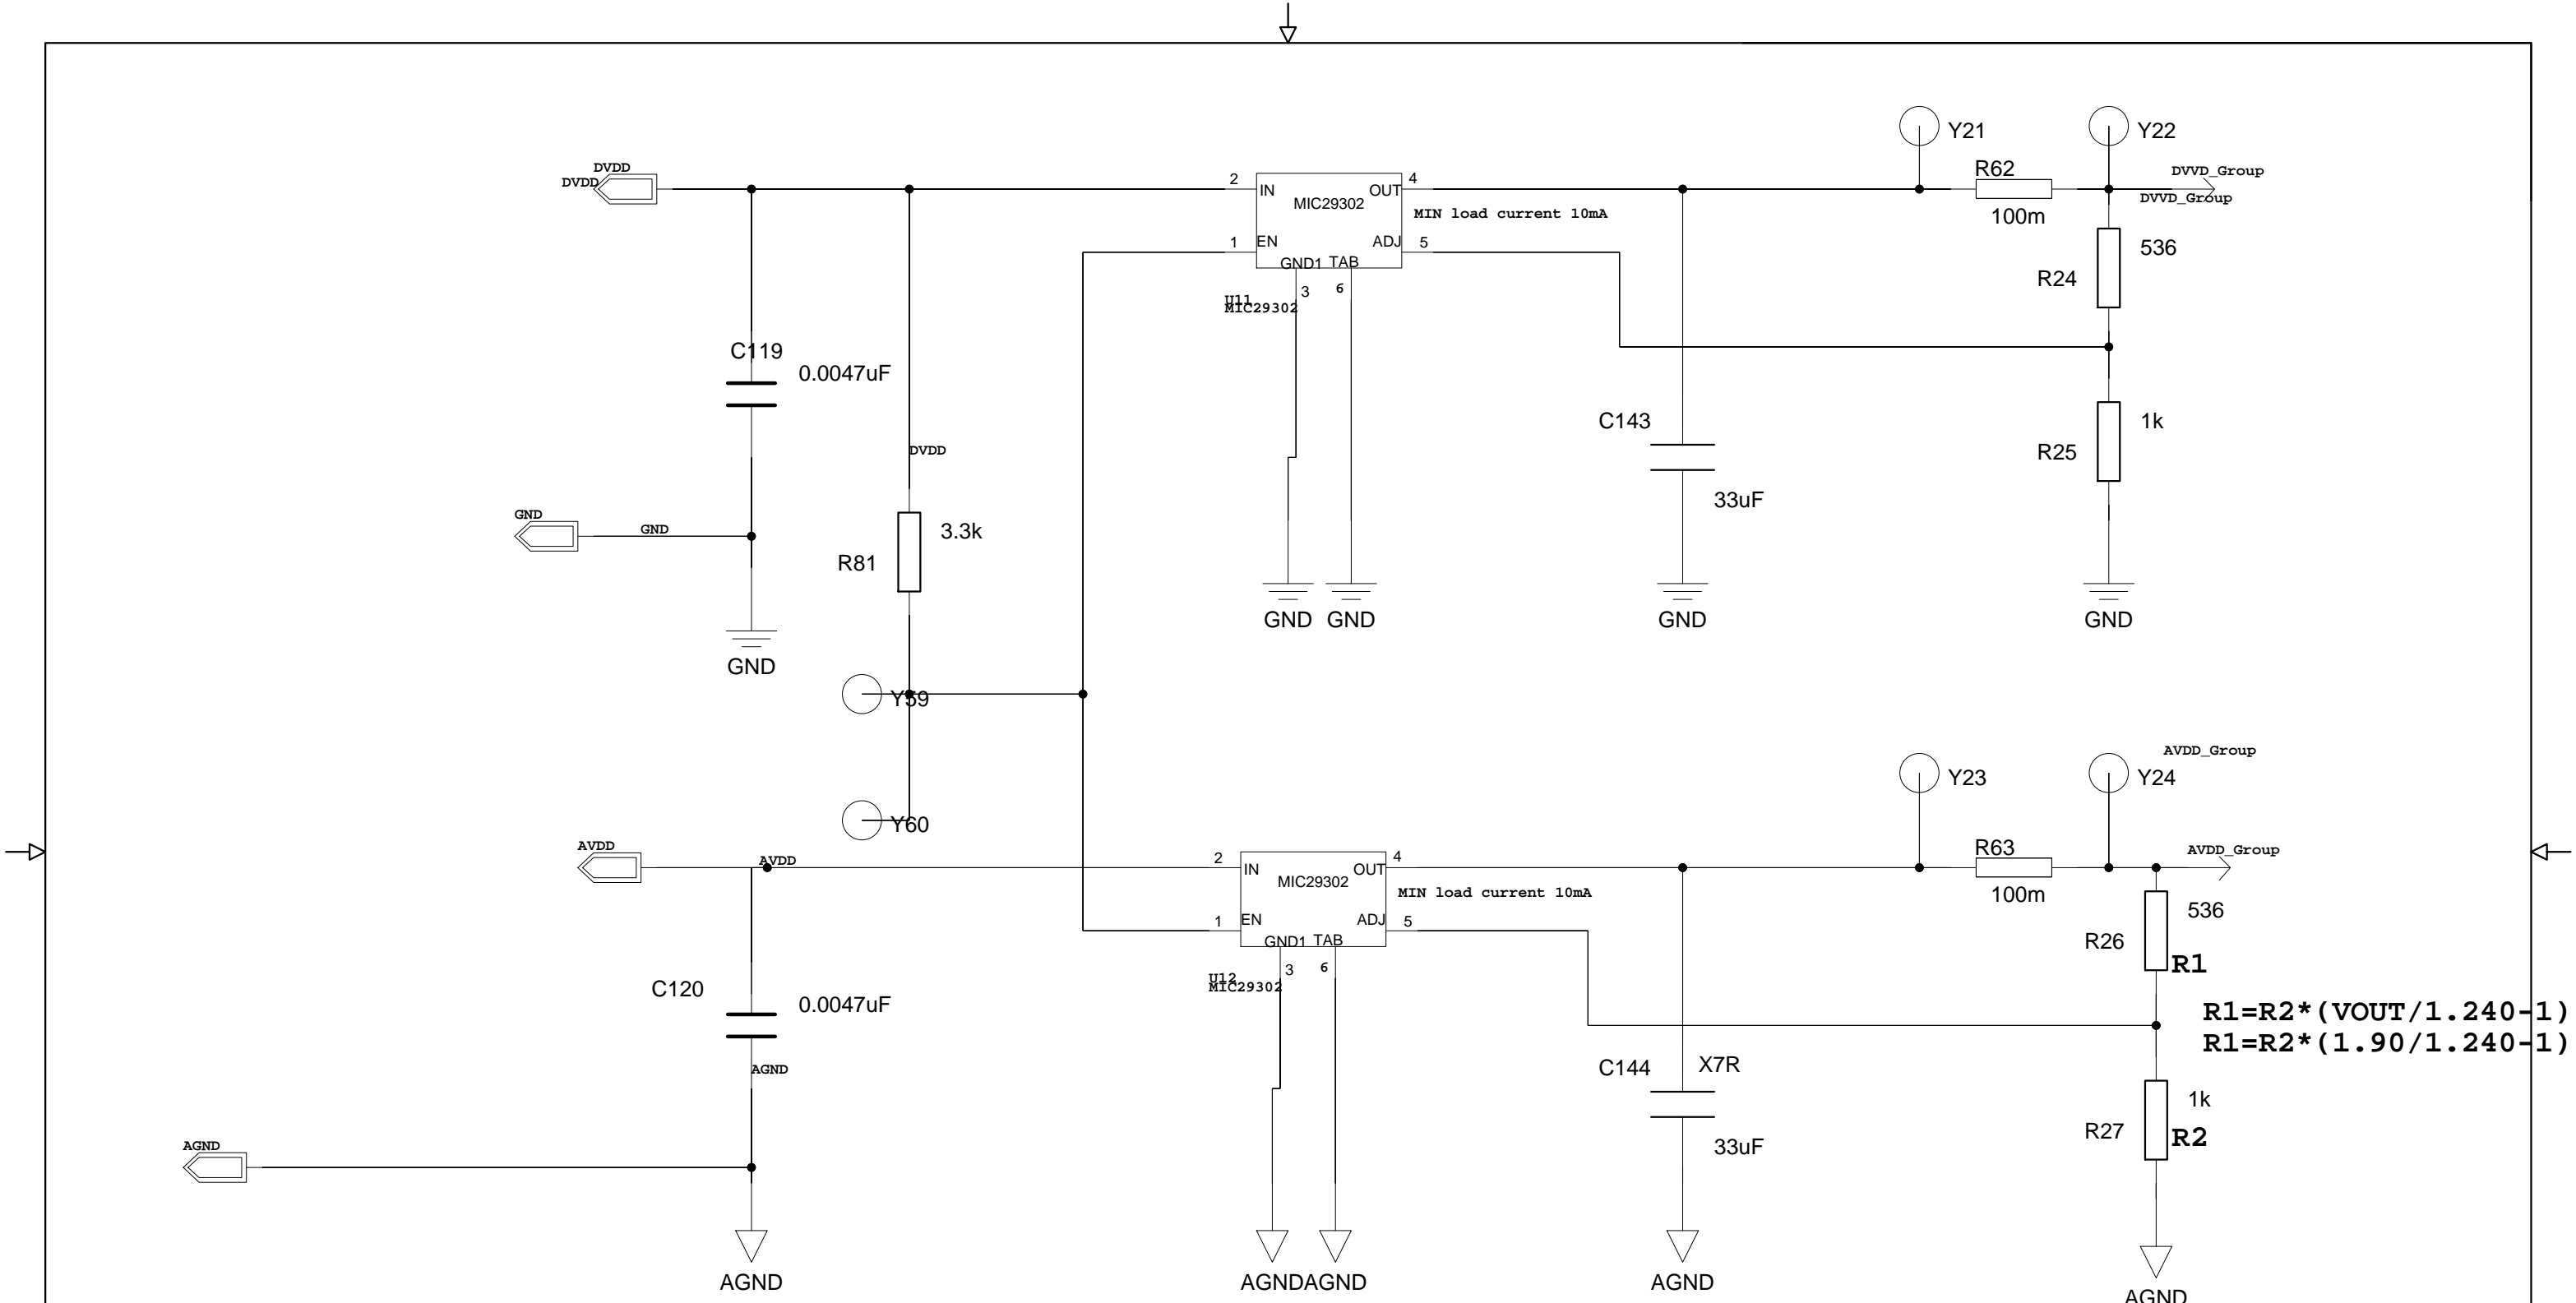 Y21
Y22
DVDD
DVDD
R62
DVVD_Group
DVVD_Group
100m
2
IN
OUT
4
MIC29302
MIN load current 10mA
1
EN
ADJ
5
GND1
TAB
3
6
U11
MIC29302
536
R24
C119
0.0047uF
DVDD
C143
33uF
1k
R25
GND
GND
3.3k
R81
GND
GND
GND
GND
GND
Y59
Y60
Y23
Y24
AVDD_Group
AVDD
AVDD
R63
AVDD_Group
100m
2
IN
OUT
4
MIC29302
MIN load current 10mA
1
EN
ADJ
5
GND1
TAB
3
6
U12
MIC29302
536
R26
R1
C120
0.0047uF
R1=R2*(VOUT/1.240-1)
R1=R2*(1.90/1.240-1)
AGND
C144
X7R
33uF
1k
R27
R2
AGND
AGND
AGND
AGND
AGND
AGND